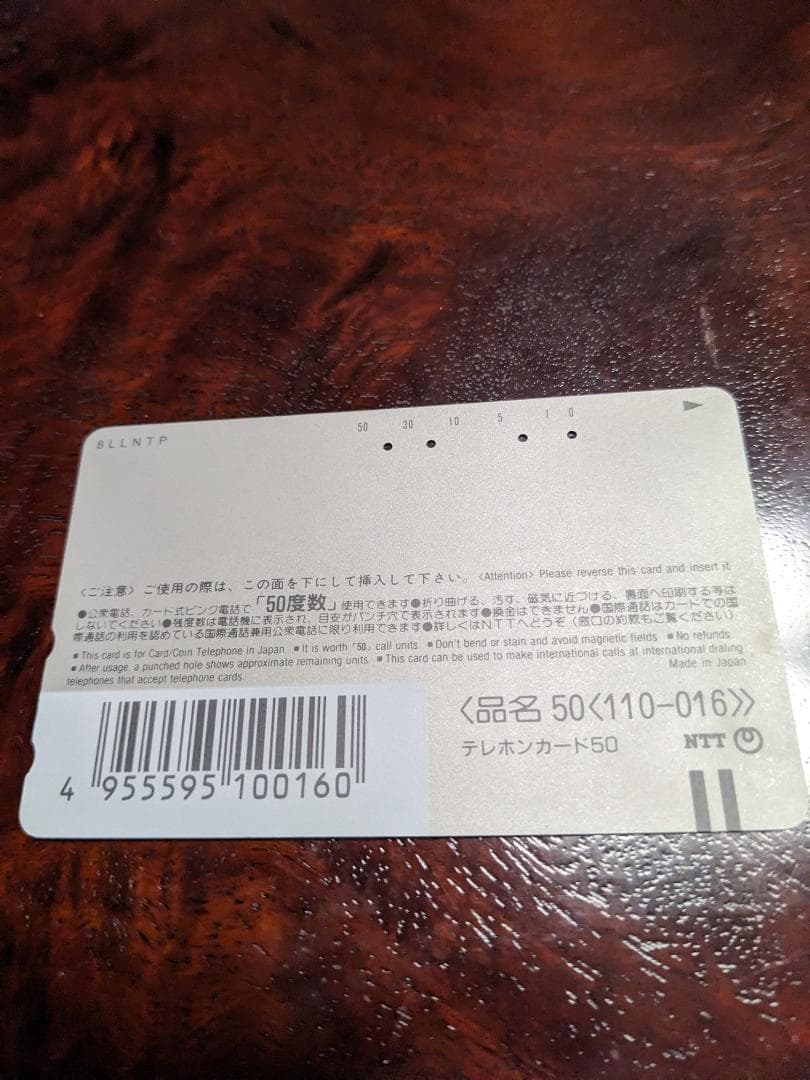 8LLNTP
50 30 10 5 1 0
〈ご注意〉ご使用の際は、この面を下にして挿入して下さい。〈Attention〉Please reverse this card and insert it
●公衆電話、カード式ピンク電話で「50度数」使用できます●折り曲げる、汚す、磁気に近づける、裏面へ印刷する等は
しないでください●残度数は電話機に表示され、目安がパンチ穴で表示されます●換金はできません●国際通話はカードでの国
際通話の利用を認めている国際通話兼用公衆電話に限り利用できます●詳しくはNTTへどうぞ（窓口の約款もご覧ください）
■This card is for Card/Coin Telephone in Japan. ■It is worth「50」call units. ■Don't bend or stain and avoid magnetic fields ■No refunds
■After usage, a punched hole shows approximate remaining units. ■This card can be used to make international calls at international dialing
telephones that accept telephone cards.
Made in Japan
〈品名 50〈110-016〉〉
テレホンカード50 NTT
4 955595 100160